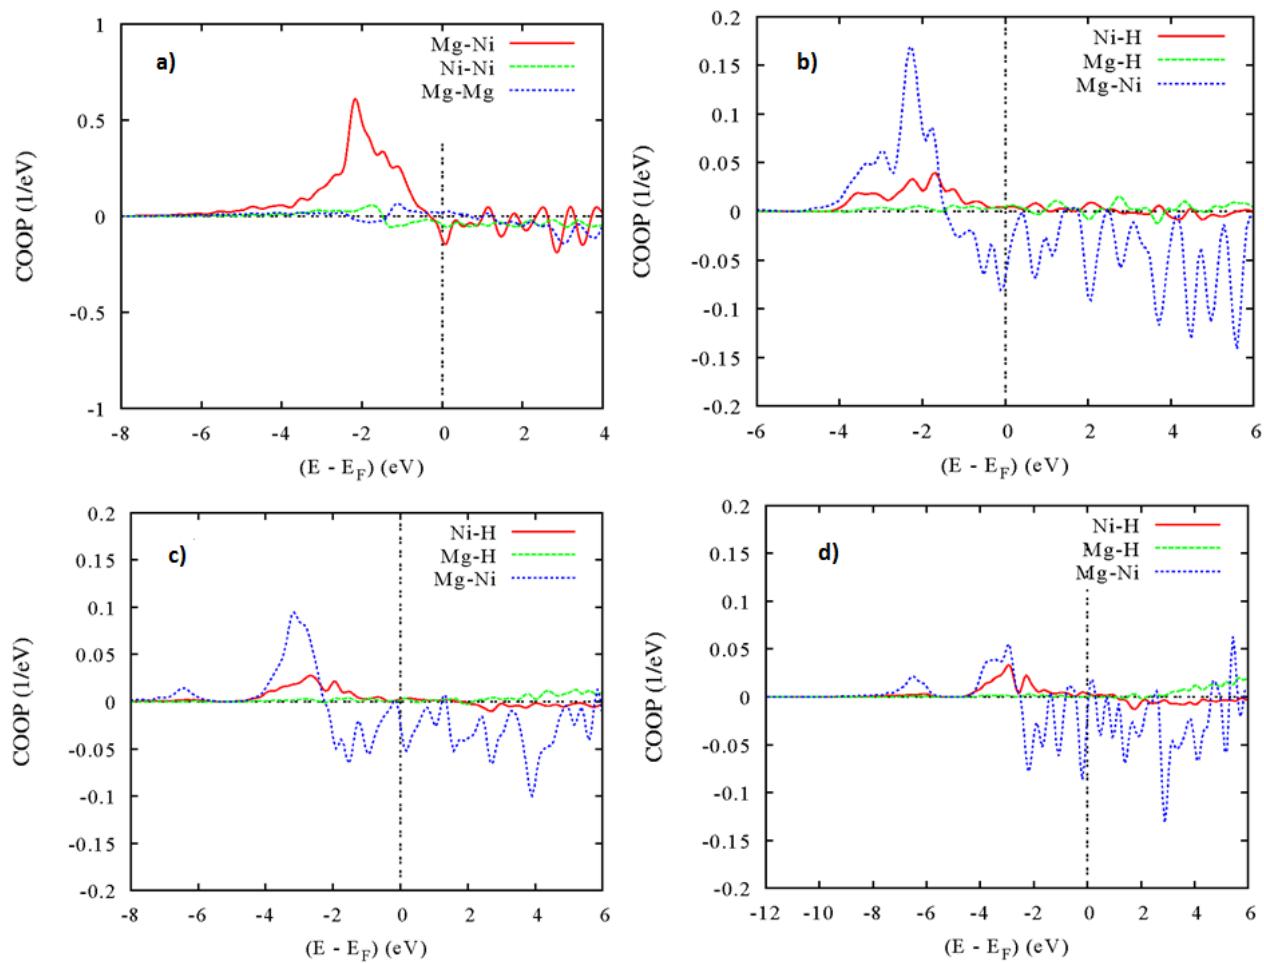 a)
Mg-Ni
Ni-Ni
Mg-Mg
1
0.5
0
-0.5
-1
COOP (1/eV)
-8 -6 -4 -2 0 2 4
(E - EF) (eV)
b)
Ni-H
Mg-H
Mg-Ni
0.2
0.15
0.1
0.05
0
-0.05
-0.1
-0.15
-0.2
COOP (1/eV)
-6 -4 -2 0 2 4 6
(E - EF) (eV)
c)
Ni-H
Mg-H
Mg-Ni
0.2
0.15
0.1
0.05
0
-0.05
-0.1
-0.15
-0.2
COOP (1/eV)
-8 -6 -4 -2 0 2 4 6
(E - EF) (eV)
d)
Ni-H
Mg-H
Mg-Ni
0.2
0.15
0.1
0.05
0
-0.05
-0.1
-0.15
-0.2
COOP (1/eV)
-12 -10 -8 -6 -4 -2 0 2 4 6
(E - EF) (eV)